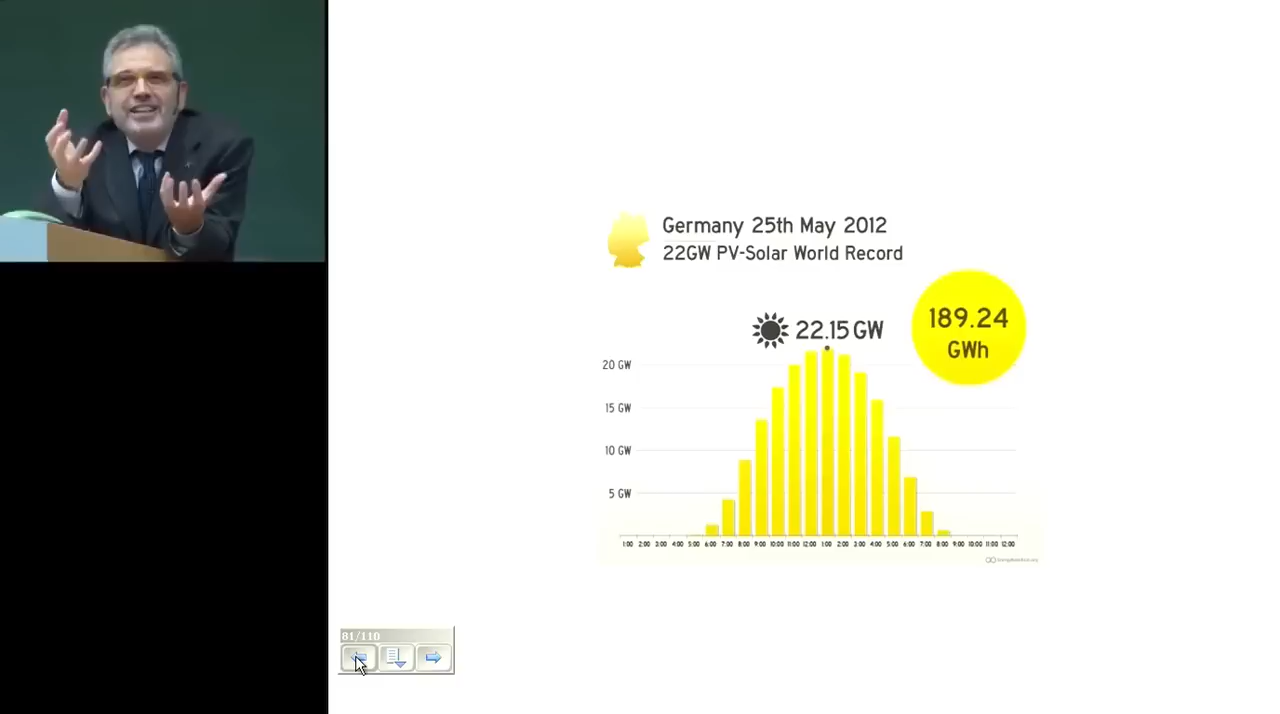 Germany 25th May 2012
22GW PV-Solar World Record
22.15 GW
189.24
GWh
20 GW
15 GW
10 GW
5 GW
1:00 2:00 3:00 4:00 5:00 6:00 7:00 8:00 9:00 10:00 11:00 12:00 1:00 2:00 3:00 4:00 5:00 6:00 7:00 8:00 9:00 10:00 11:00 12:00
81/110